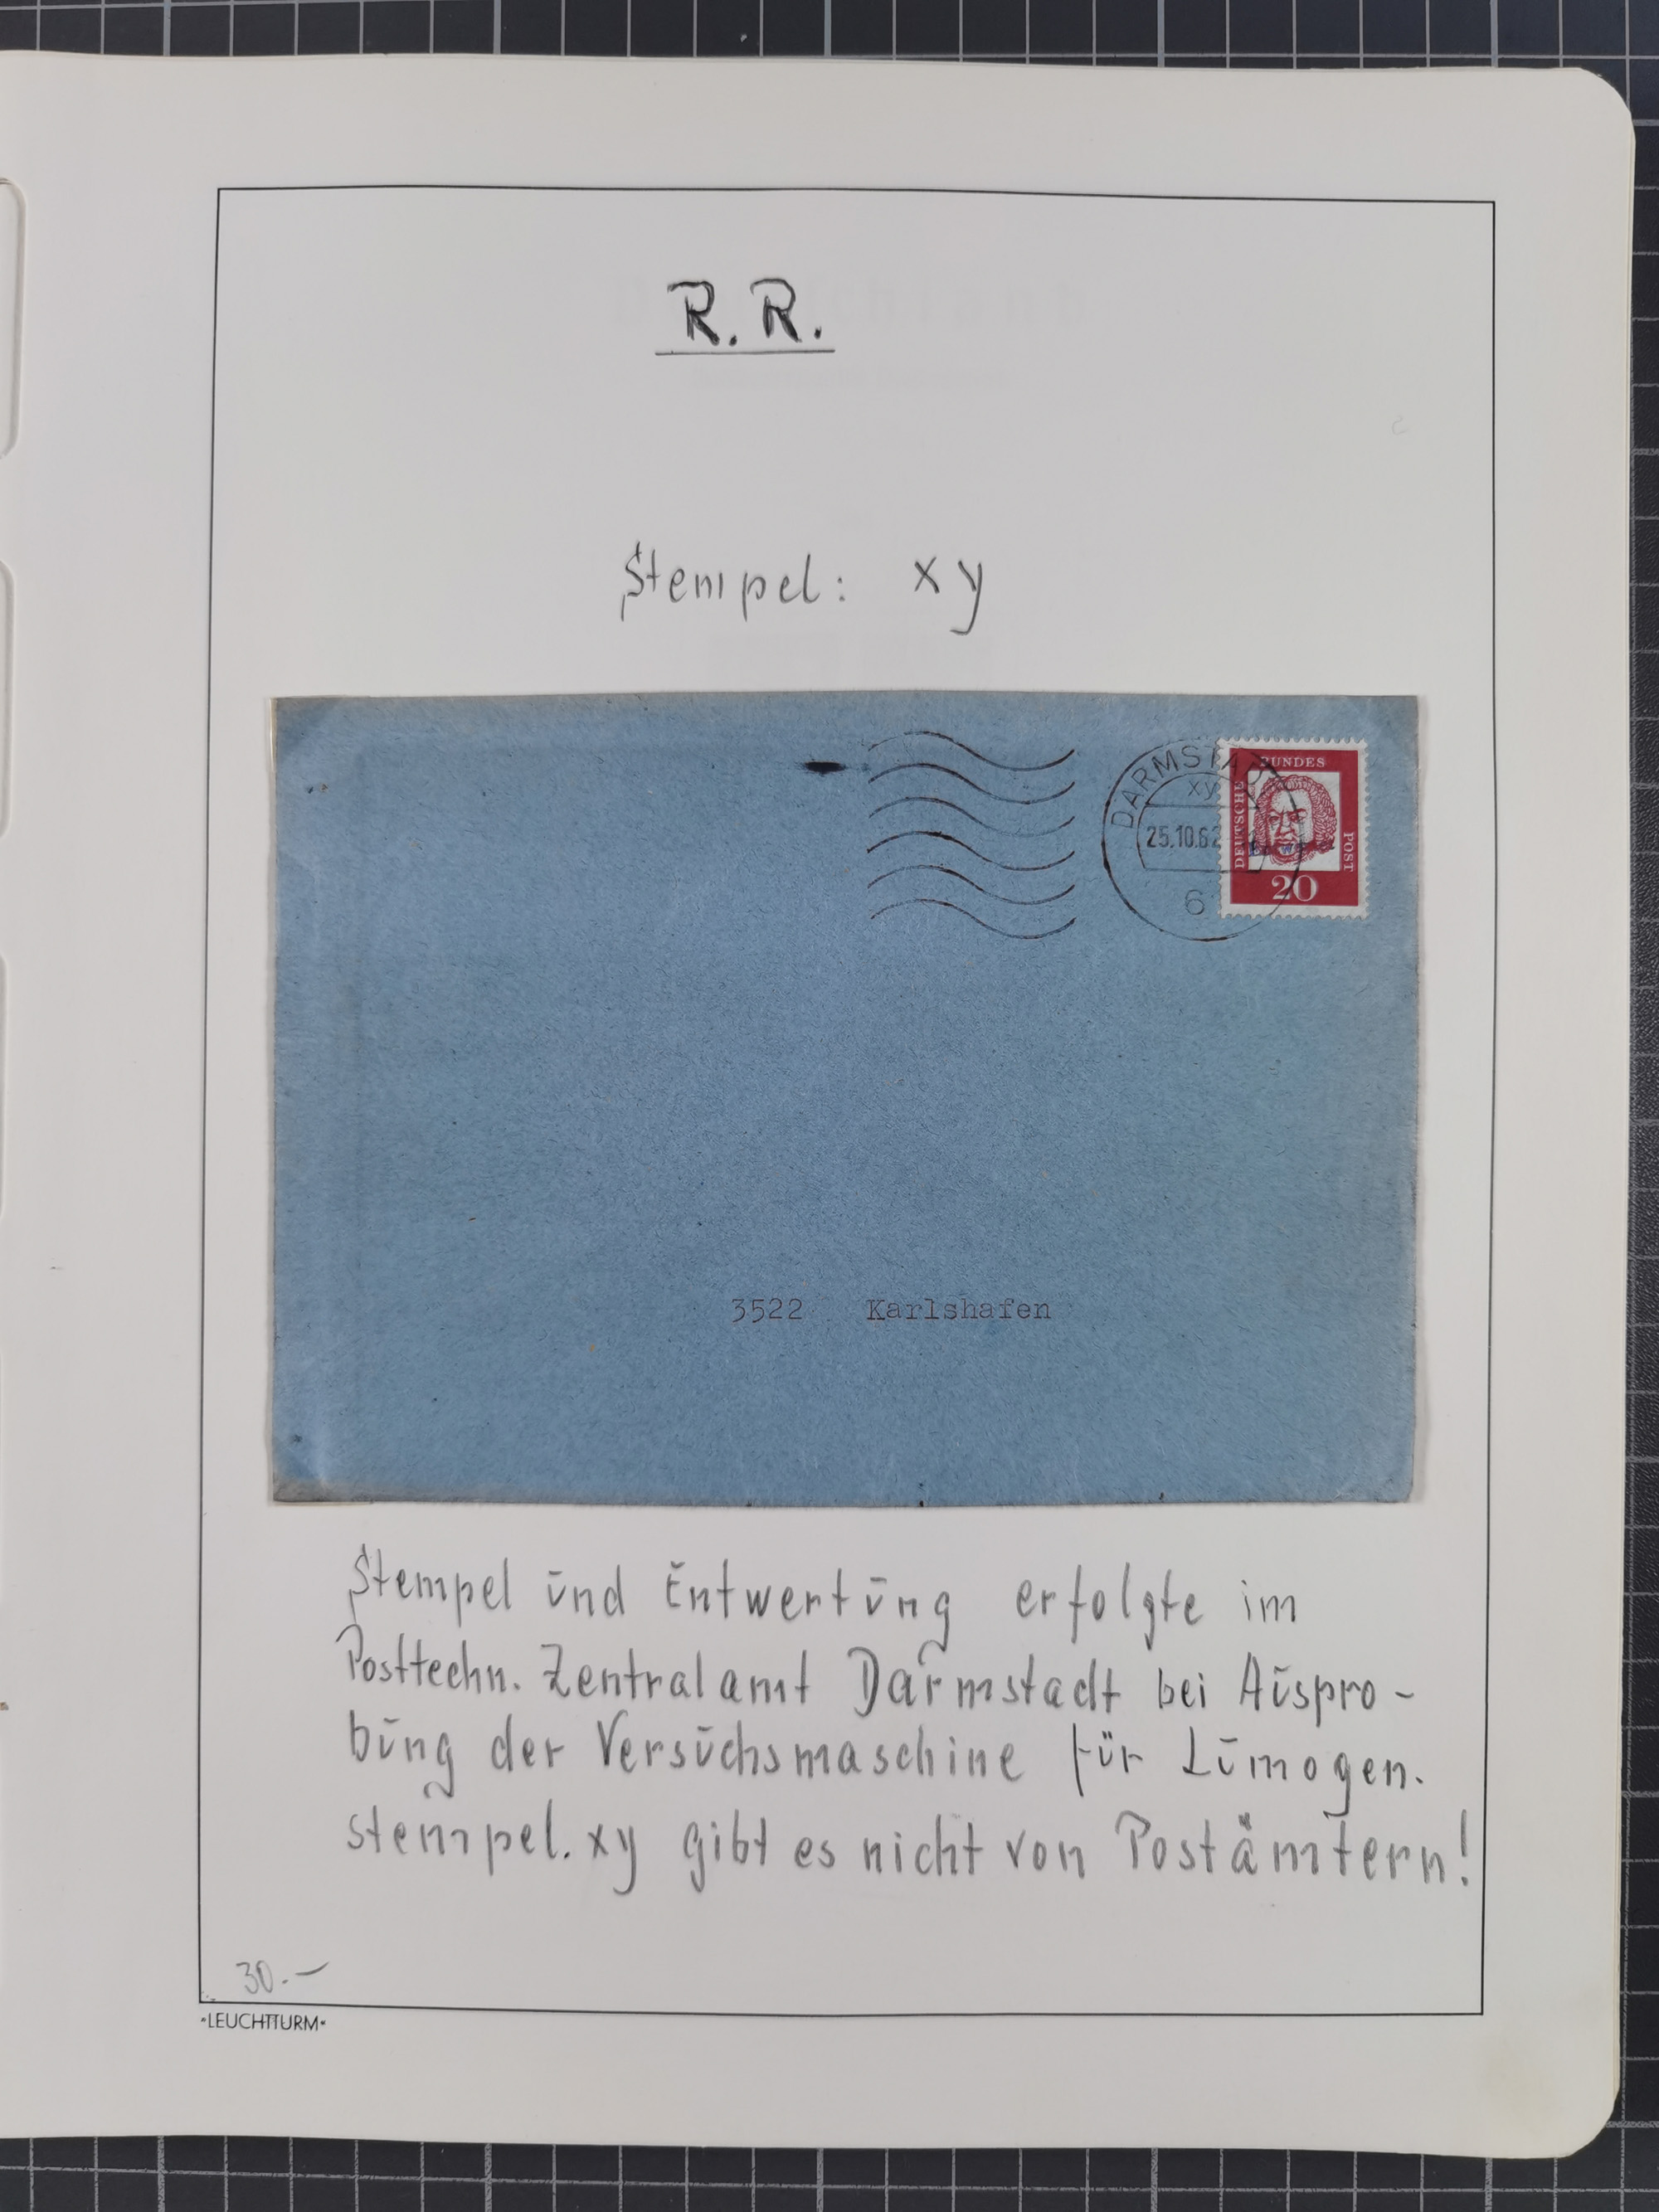 R. R.
Stempel: xy
DARMSTADT
xy
25.10.62
6
BUNDES
DEUTSCHE
POST
20
3522 Karlshafen
Stempel und Entwertung erfolgte im
Posttechn. Zentralamt Darmstadt bei Auspro-
bung der Versuchsmaschine für Lumogen.
stempel. xy gibt es nicht von Postämtern!
30.-
*LEUCHTTURM*